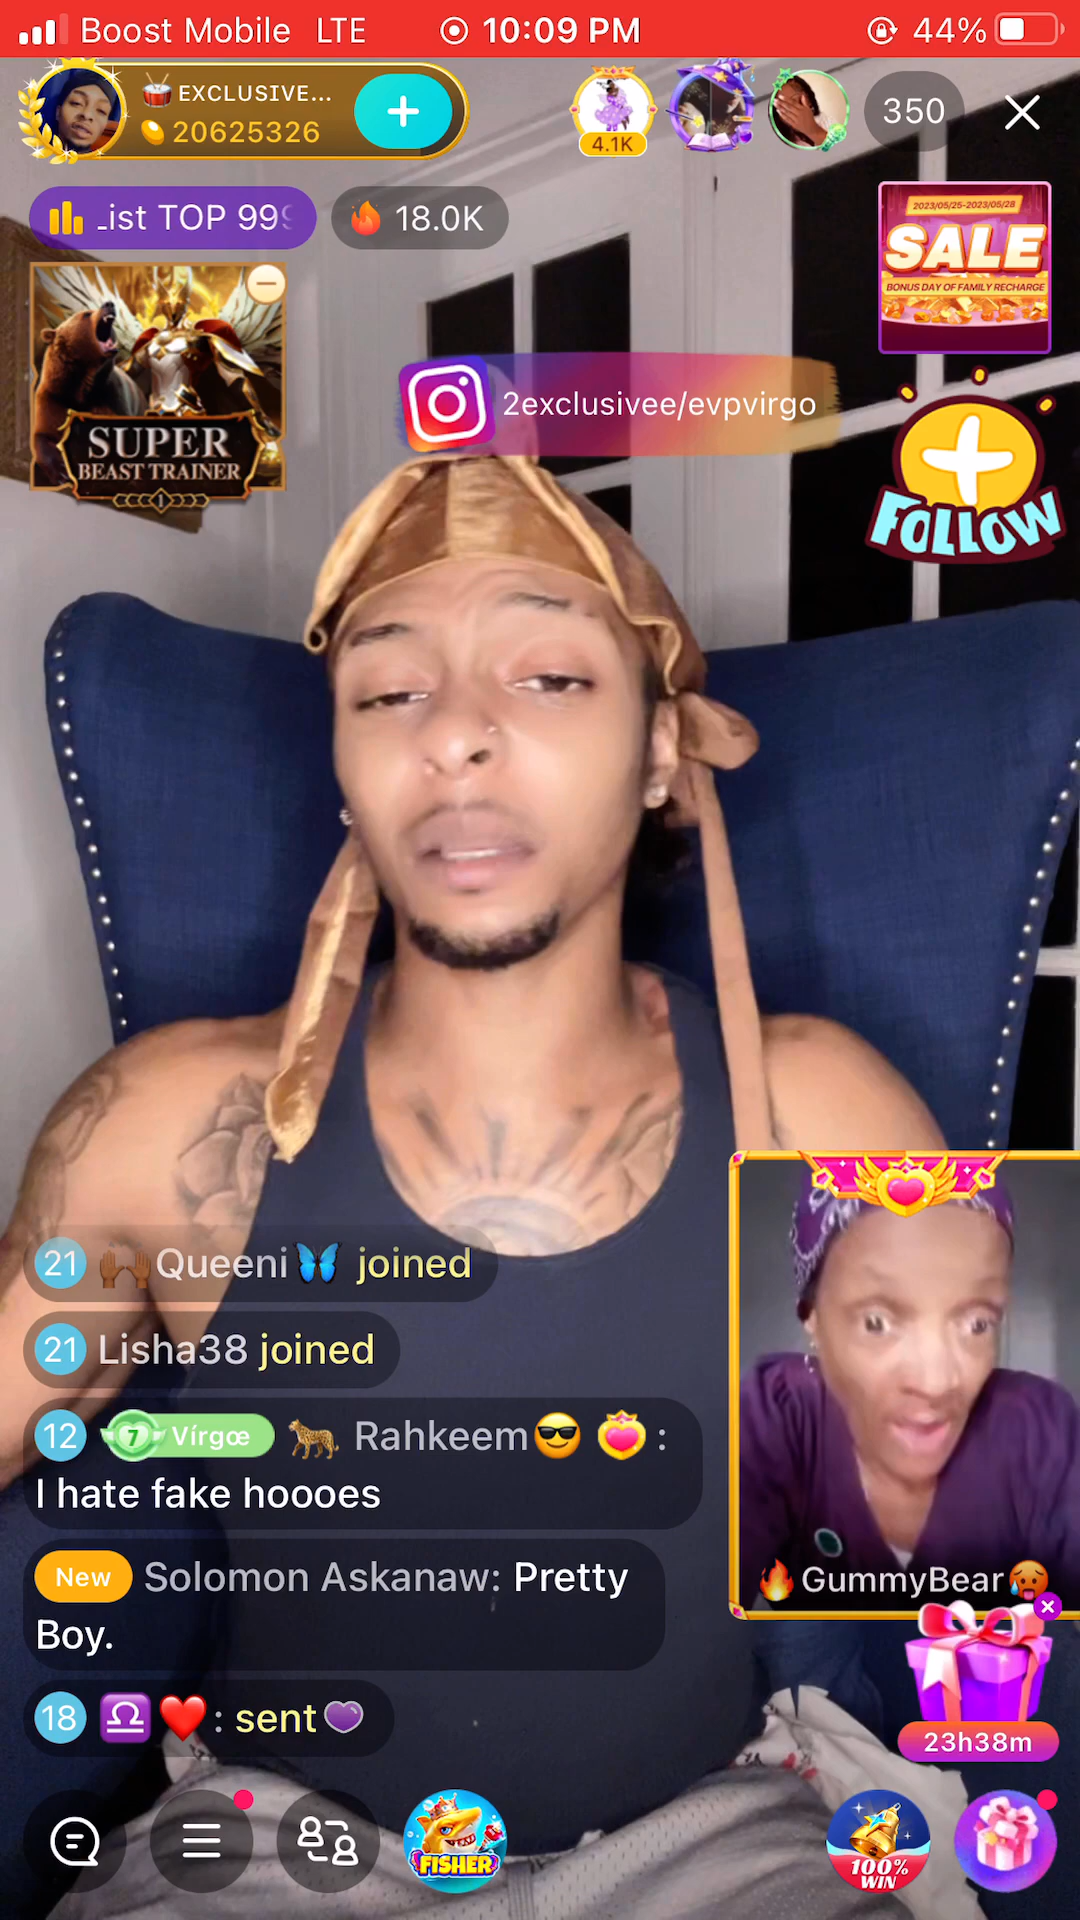 Boost Mobile LTE 10:09 PM 44%
EXCLUSIVE...
20625326
4.1K
350
List TOP 99
18.0K
2023/05/25-2023/05/28
SALE
BONUS DAY OF FAMILY RECHARGE
SUPER
BEAST TRAINER
I
2exclusivee/evpvirgo
FOLLOW
21 🙌🏾Queeni🦋 joined
21 Lisha38 joined
12 7 Vírgœ 🐆 Rahkeem😎 :
I hate fake hoooes
New Solomon Askanaw: Pretty
Boy.
18 ♎❤️: sent💜
🔥GummyBear🥵
23h38m
FISHER
100%
WIN